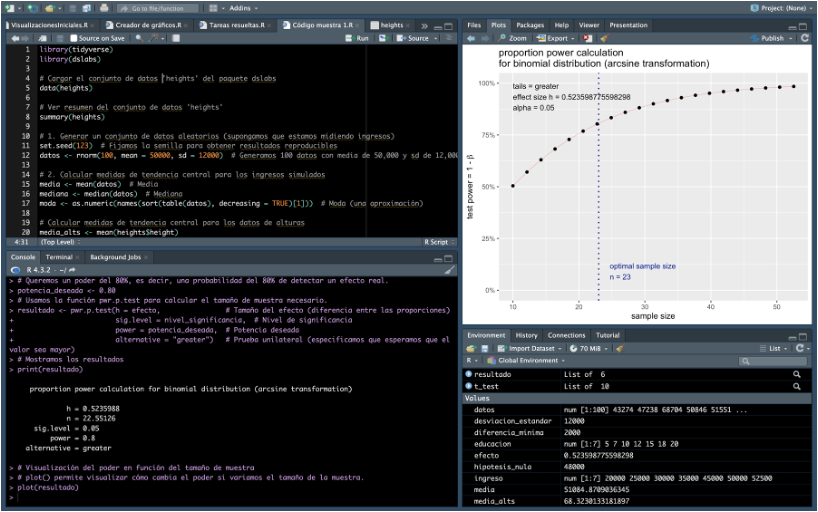 Go to file/function
Addins
Project: (None)
VisualizacionesIniciales.R
Creador de gráficos.R
Tareas resueltas.R
Código muestra 1.R
heights
Source on Save
Run
Source
1 library(tidyverse)
2 library(dslabs)
3
4 # Cargar el conjunto de datos 'heights' del paquete dslabs
5 data(heights)
6
7 # Ver resumen del conjunto de datos 'heights'
8 summary(heights)
9
10 # 1. Generar un conjunto de datos aleatorios (supongamos que estamos midiendo ingresos)
11 set.seed(123) # Fijamos la semilla para obtener resultados reproducibles
12 datos <- rnorm(100, mean = 50000, sd = 12000) # Generamos 100 datos con media de 50,000 y sd de 12,000
13
14 # 2. Calcular medidas de tendencia central para los ingresos simulados
15 media <- mean(datos) # Media
16 mediana <- median(datos) # Mediana
17 moda <- as.numeric(names(sort(table(datos), decreasing = TRUE)[1])) # Moda (una aproximación)
18
19 # Calcular medidas de tendencia central para los datos de alturas
20 media_alts <- mean(heights$height)
4:31 (Top Level) R Script
Console Terminal Background Jobs
R 4.3.2 · ~/
> # Queremos un poder del 80%, es decir, una probabilidad del 80% de detectar un efecto real.
> potencia_deseada <- 0.80
> # Usamos la función pwr.p.test para calcular el tamaño de muestra necesario.
> resultado <- pwr.p.test(h = efecto, # Tamaño del efecto (diferencia entre las proporciones)
+ sig.level = nivel_significancia, # Nivel de significancia
+ power = potencia_deseada, # Potencia deseada
+ alternative = "greater") # Prueba unilateral (especificamos que esperamos que el
valor sea mayor)
> # Mostramos los resultados
> print(resultado)
proportion power calculation for binomial distribution (arcsine transformation)
h = 0.5235988
n = 22.55126
sig.level = 0.05
power = 0.8
alternative = greater
> # Visualización del poder en función del tamaño de muestra
> # plot() permite visualizar cómo cambia el poder si variamos el tamaño de la muestra.
> plot(resultado)
>
Files Plots Packages Help Viewer Presentation
Zoom Export Publish
proportion power calculation
for binomial distribution (arcsine transformation)
tails = greater
effect size h = 0.523598775598298
alpha = 0.05
100%
75%
50%
25%
0%
test power = 1 - β
optimal sample size
n = 23
10 20 30 40 50
sample size
Environment History Connections Tutorial
Import Dataset 70 MiB List
R Global Environment
resultado List of 6
t_test List of 10
Values
datos num [1:100] 43274 47238 68704 50846 51551 ...
desviacion_estandar 12000
diferencia_minima 2000
educacion num [1:7] 5 7 10 12 15 18 20
efecto 0.523598775598298
hipotesis_nula 48000
ingreso num [1:7] 20000 25000 30000 35000 45000 50000 52500
media 51084.8709036345
media_alts 68.3230133181897